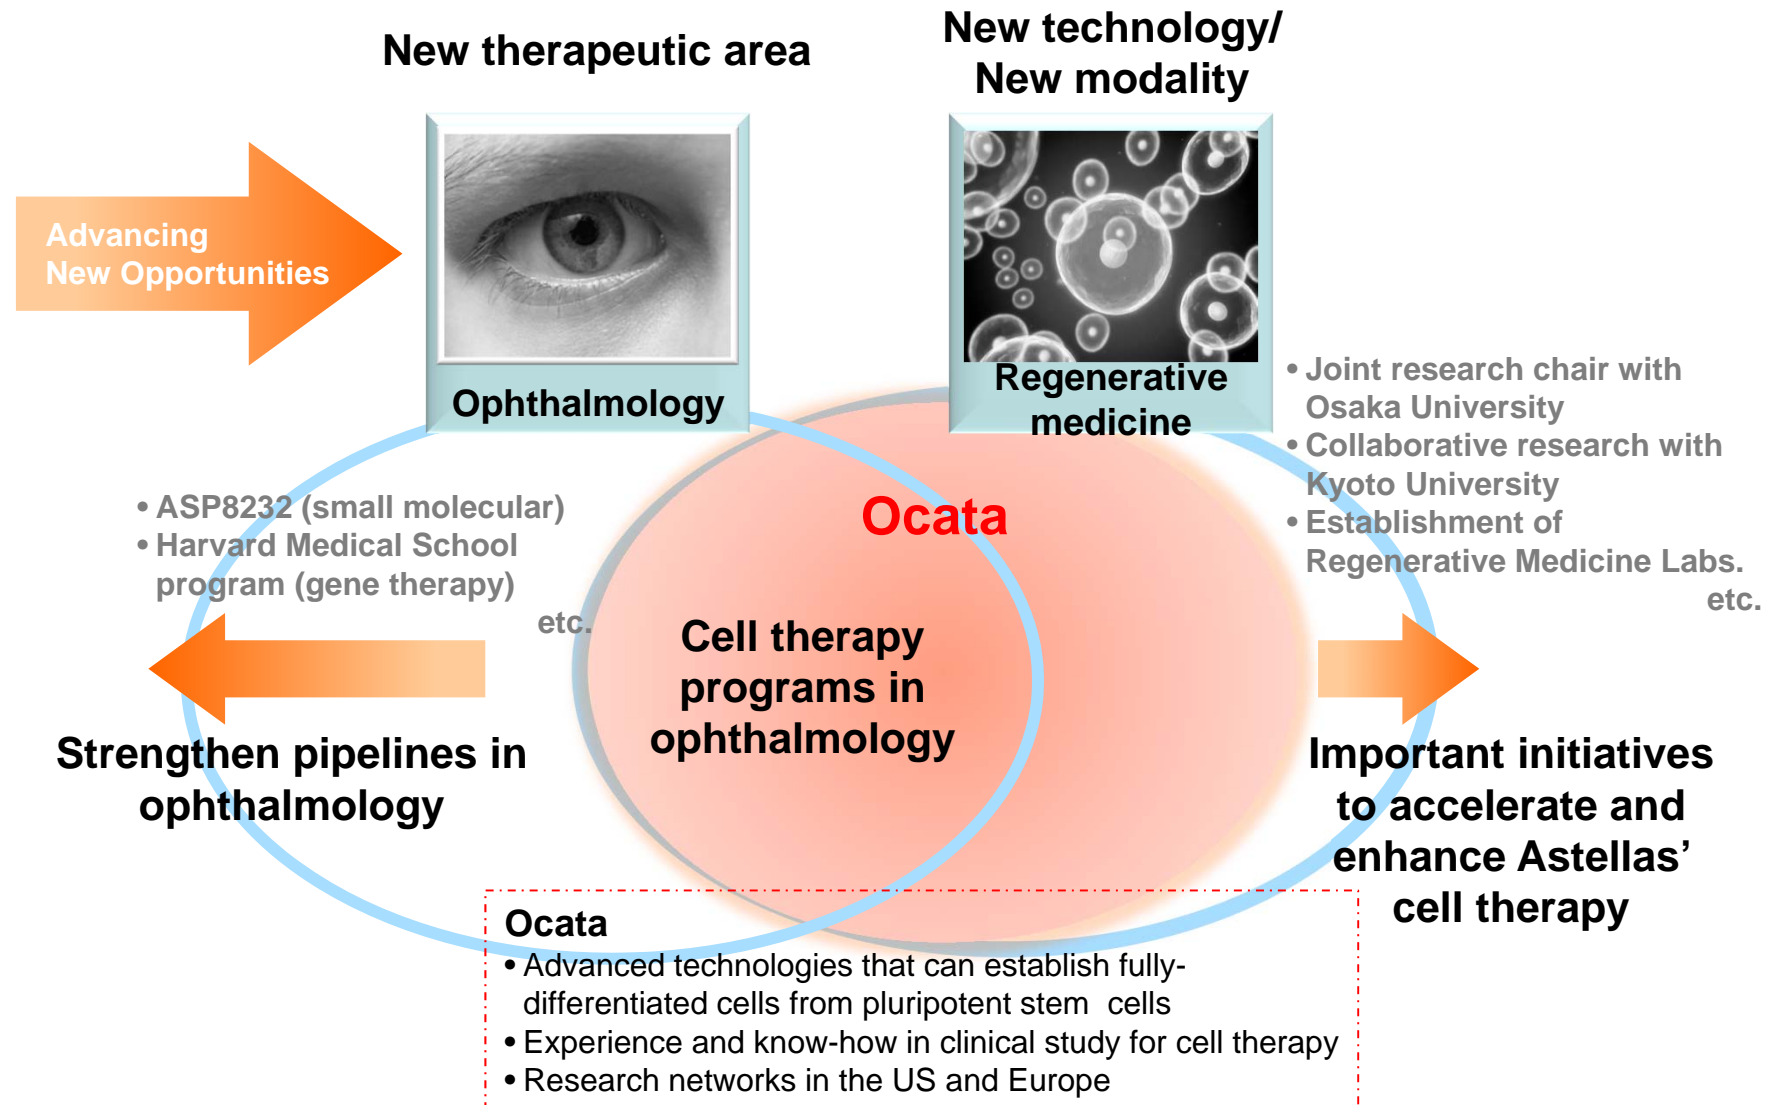 New therapeutic area
New technology/
New modality
Advancing
New Opportunities
Ophthalmology
Regenerative
medicine
• Joint research chair with
Osaka University
• Collaborative research with
Kyoto University
• Establishment of
Regenerative Medicine Labs.
etc.
• ASP8232 (small molecular)
• Harvard Medical School
program (gene therapy)
etc.
Ocata
Cell therapy
programs in
ophthalmology
Strengthen pipelines in
ophthalmology
Important initiatives
to accelerate and
enhance Astellas’
cell therapy
Ocata
• Advanced technologies that can establish fully-
differentiated cells from pluripotent stem cells
• Experience and know-how in clinical study for cell therapy
• Research networks in the US and Europe